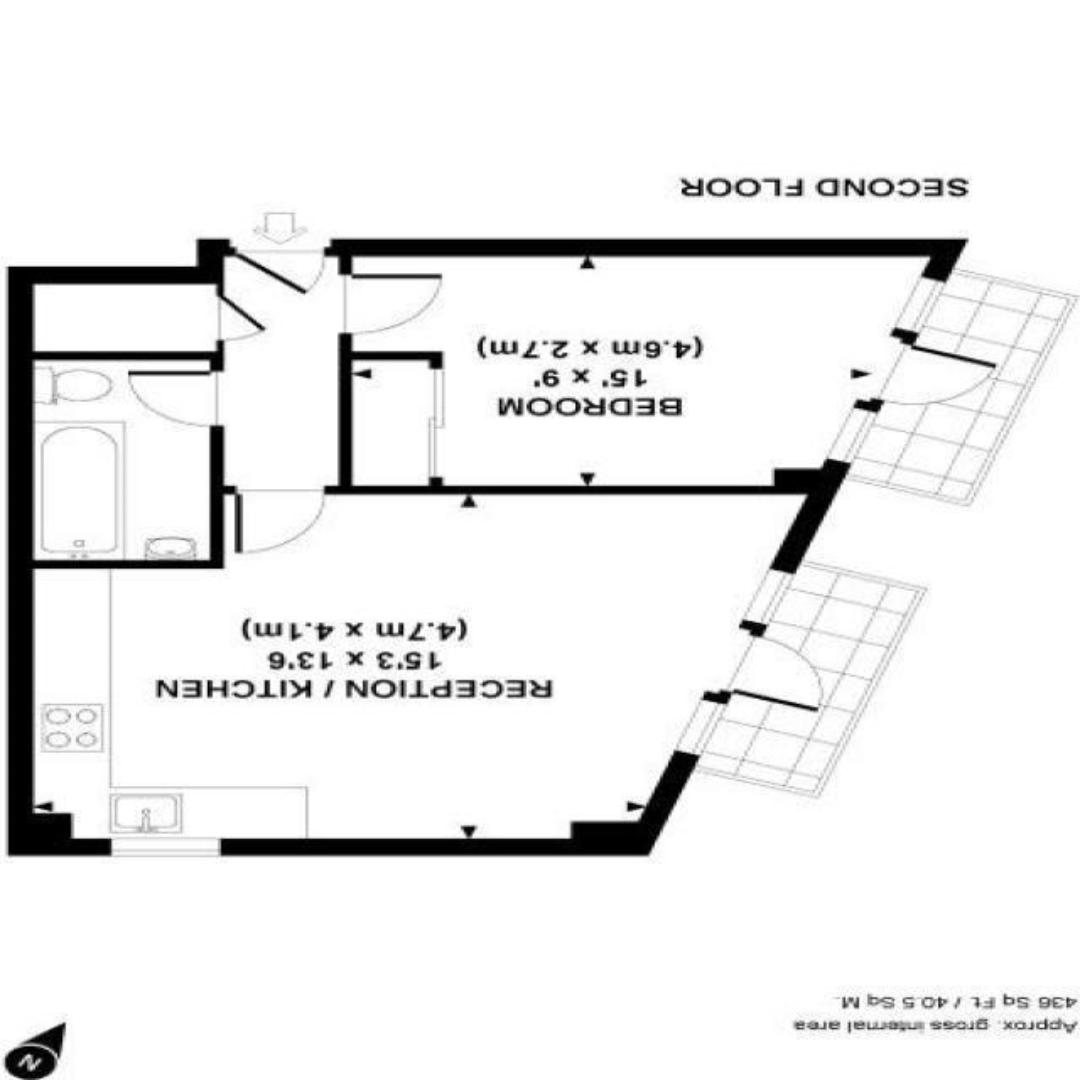 Approx. gross internal area
436 Sq Ft. / 40.5 Sq M.
N
RECEPTION / KITCHEN
15'3 x 13'6
(4.7m x 4.1m)
BEDROOM
15' x 9'
(4.6m x 2.7m)
SECOND FLOOR